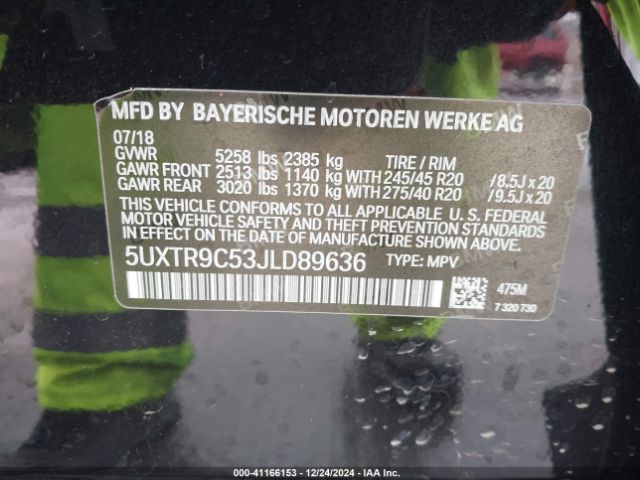 MFD BY BAYERISCHE MOTOREN WERKE AG
07/18
GVWR 5258 lbs 2385 kg TIRE / RIM
GAWR FRONT 2513 lbs 1140 kg WITH 245/45 R20 /8.5J x 20
GAWR REAR 3020 lbs 1370 kg WITH 275/40 R20 /9.5J x 20
THIS VEHICLE CONFORMS TO ALL APPLICABLE U. S. FEDERAL
MOTOR VEHICLE SAFETY AND THEFT PREVENTION STANDARDS
IN EFFECT ON THE DATE OF MANUFACTURE SHOWN ABOVE.
5UXTR9C53JLD89636 TYPE: MPV
475M
7 320 730
000-41166153 - 12/24/2024 - IAA Inc.